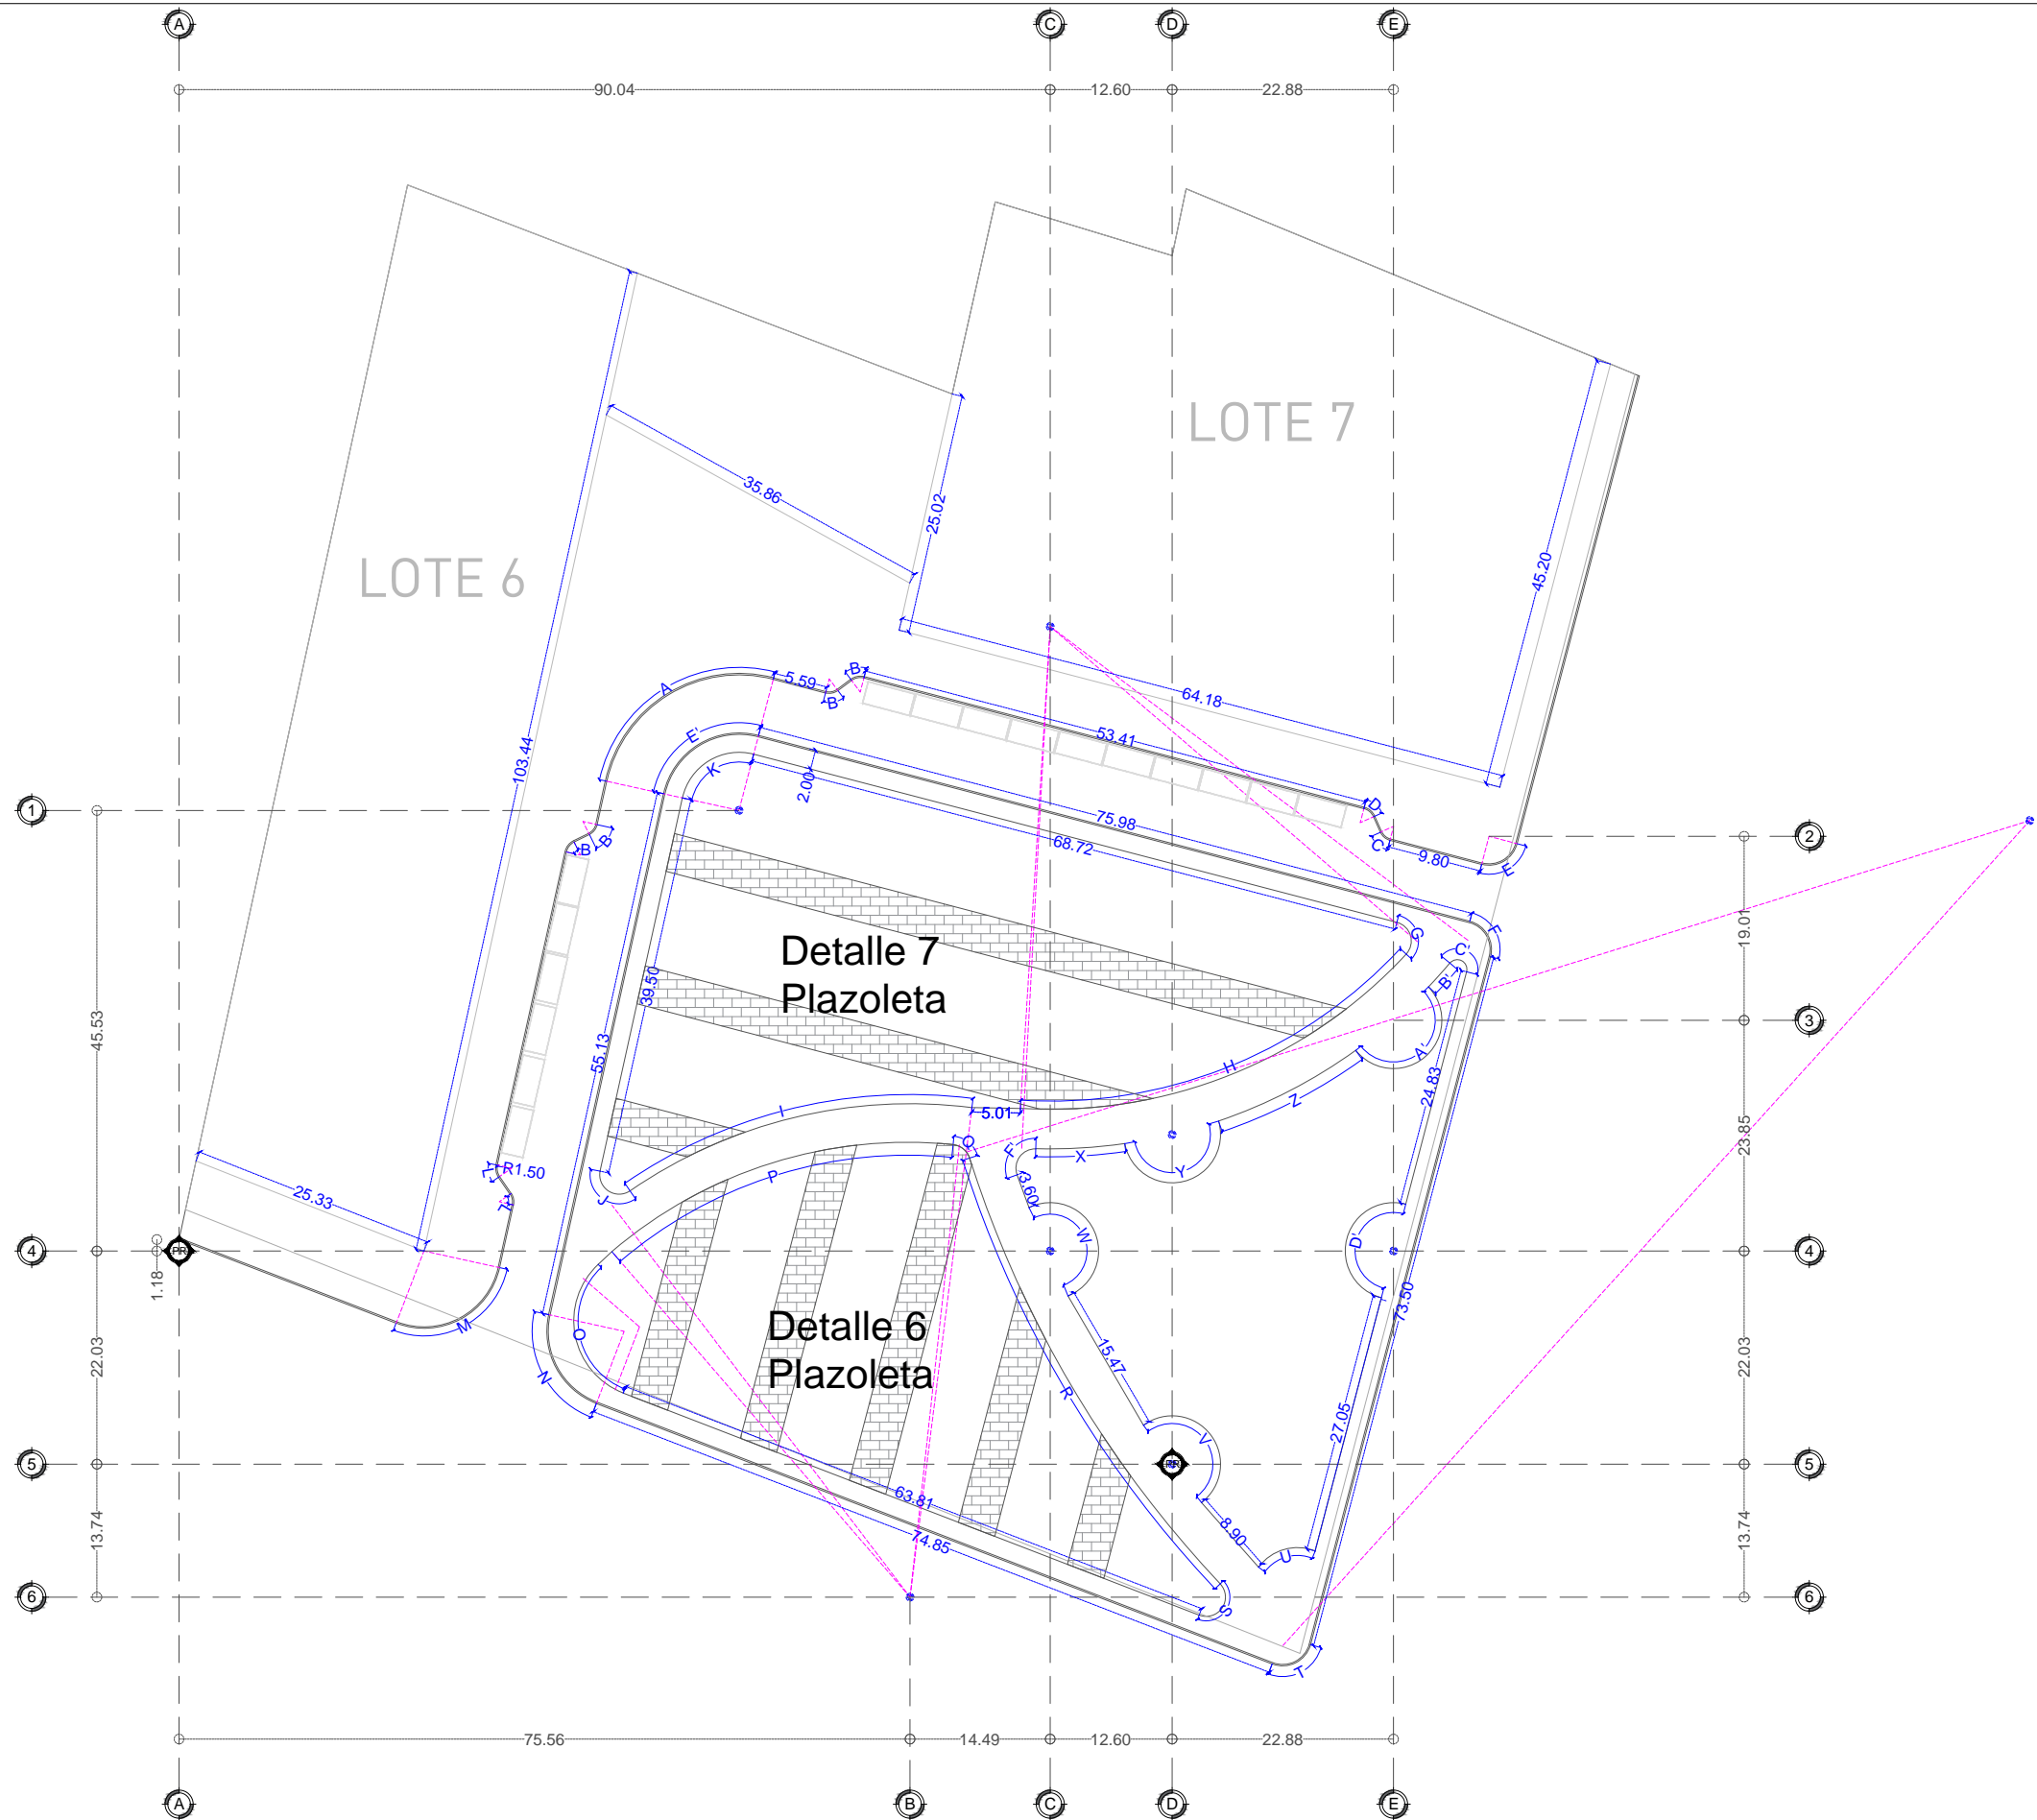 A
C
D
E
90.04
12.60
22.88
LOTE 7
35.86
25.02
45.20
LOTE 6
A
5.59
B
B
64.18
53.41
103.44
E'
K
2.00
75.98
68.72
D
C
9.80
E
1
2
B
B
Detalle 7
Plazoleta
39.50
G
F
C'
B'
19.01
3
45.53
55.13
H
A'
24.83
Z
I
5.01
Q
F'
X
Y
23.85
L
R1.50
L
P
J
3.60
W
D'
25.33
4
PR
4
1.18
M
O
N
Detalle 6
Plazoleta
15.47
R
73.50
22.03
22.03
27.05
V
5
PR
5
63.81
74.85
8.90
U
13.74
13.74
S
6
6
T
75.56
14.49
12.60
22.88
A
B
C
D
E